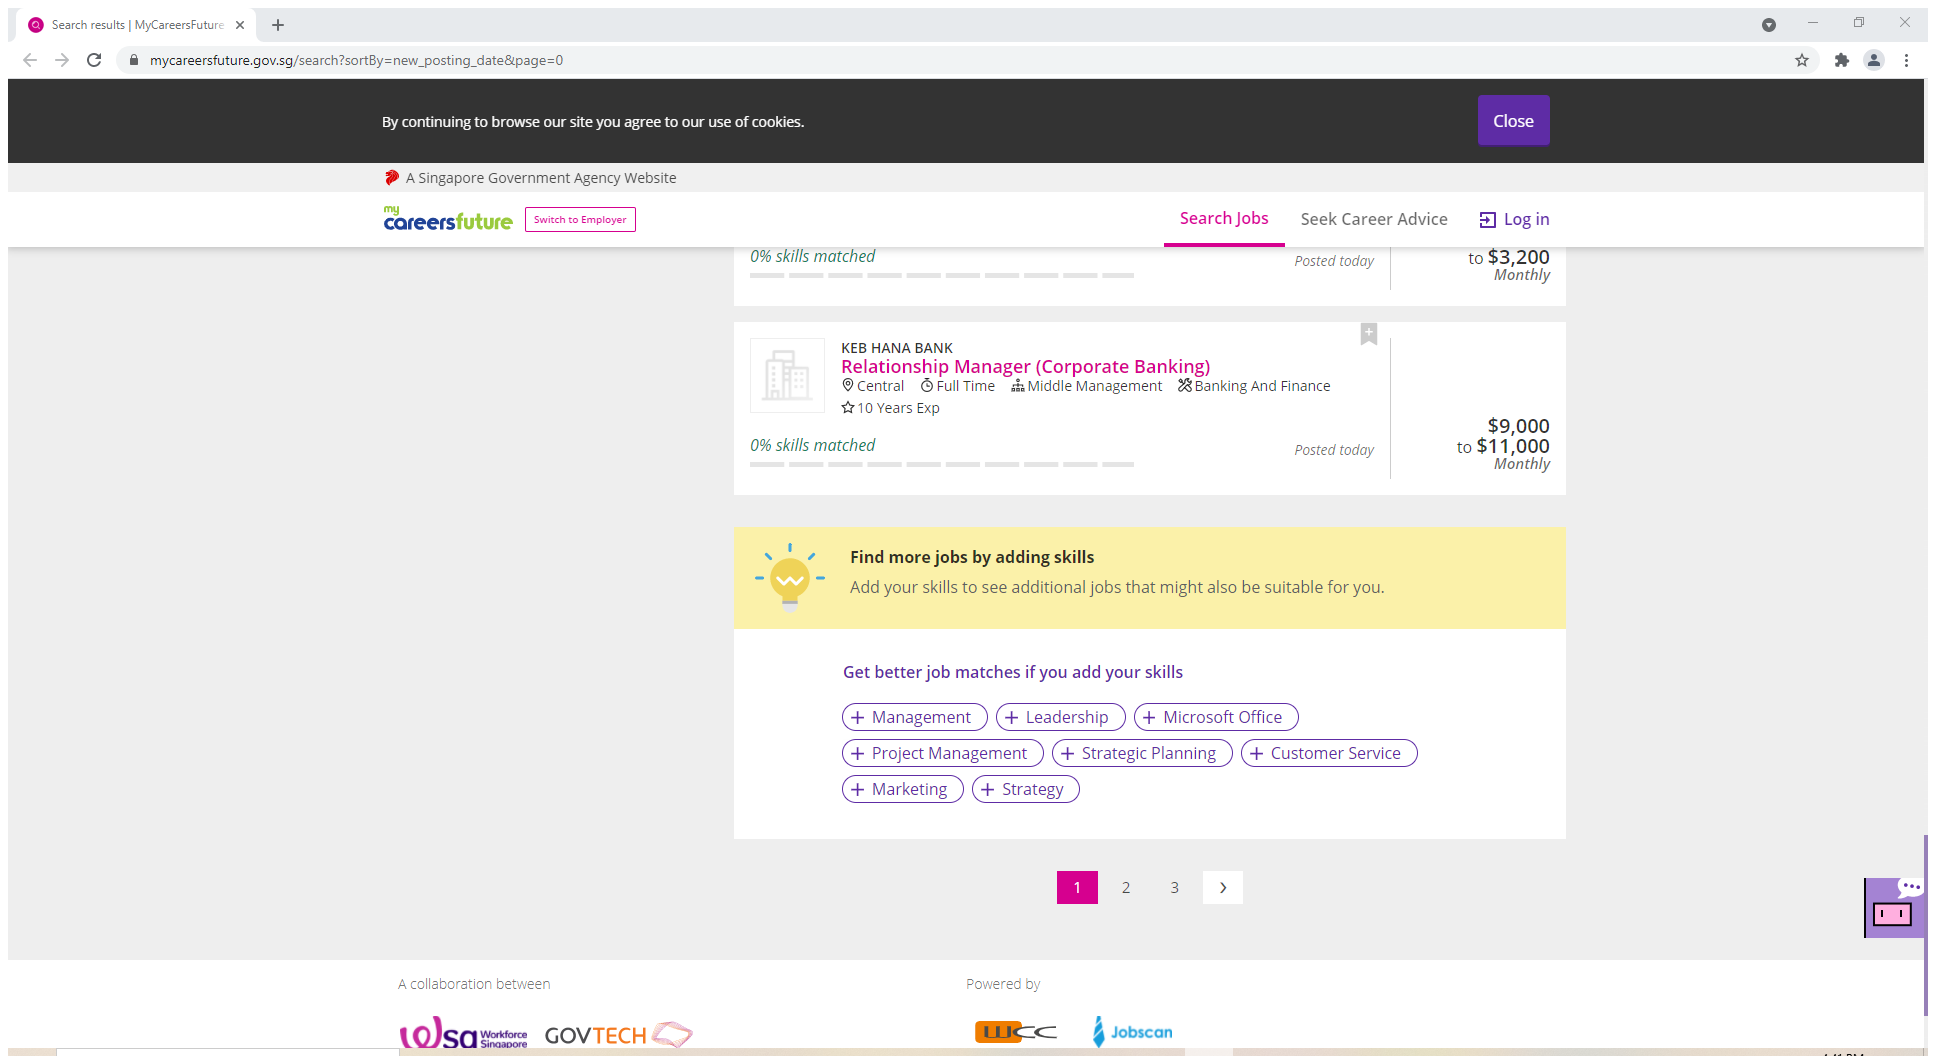 Search results | MyCareersFuture
mycareersfuture.gov.sg/search?sortBy=new_posting_date&page=0
By continuing to browse our site you agree to our use of cookies.
Close
A Singapore Government Agency Website
my
careersfuture
Switch to Employer
Search Jobs
Seek Career Advice
Log in
0% skills matched
Posted today
to $3,200
Monthly
KEB HANA BANK
Relationship Manager (Corporate Banking)
Central Full Time Middle Management Banking And Finance
10 Years Exp
0% skills matched
Posted today
$9,000
to $11,000
Monthly
Find more jobs by adding skills
Add your skills to see additional jobs that might also be suitable for you.
Get better job matches if you add your skills
+ Management + Leadership + Microsoft Office
+ Project Management + Strategic Planning + Customer Service
+ Marketing + Strategy
1 2 3 >
A collaboration between
Powered by
wsa Workforce
Singapore
GOVTECH
WCC
Jobscan